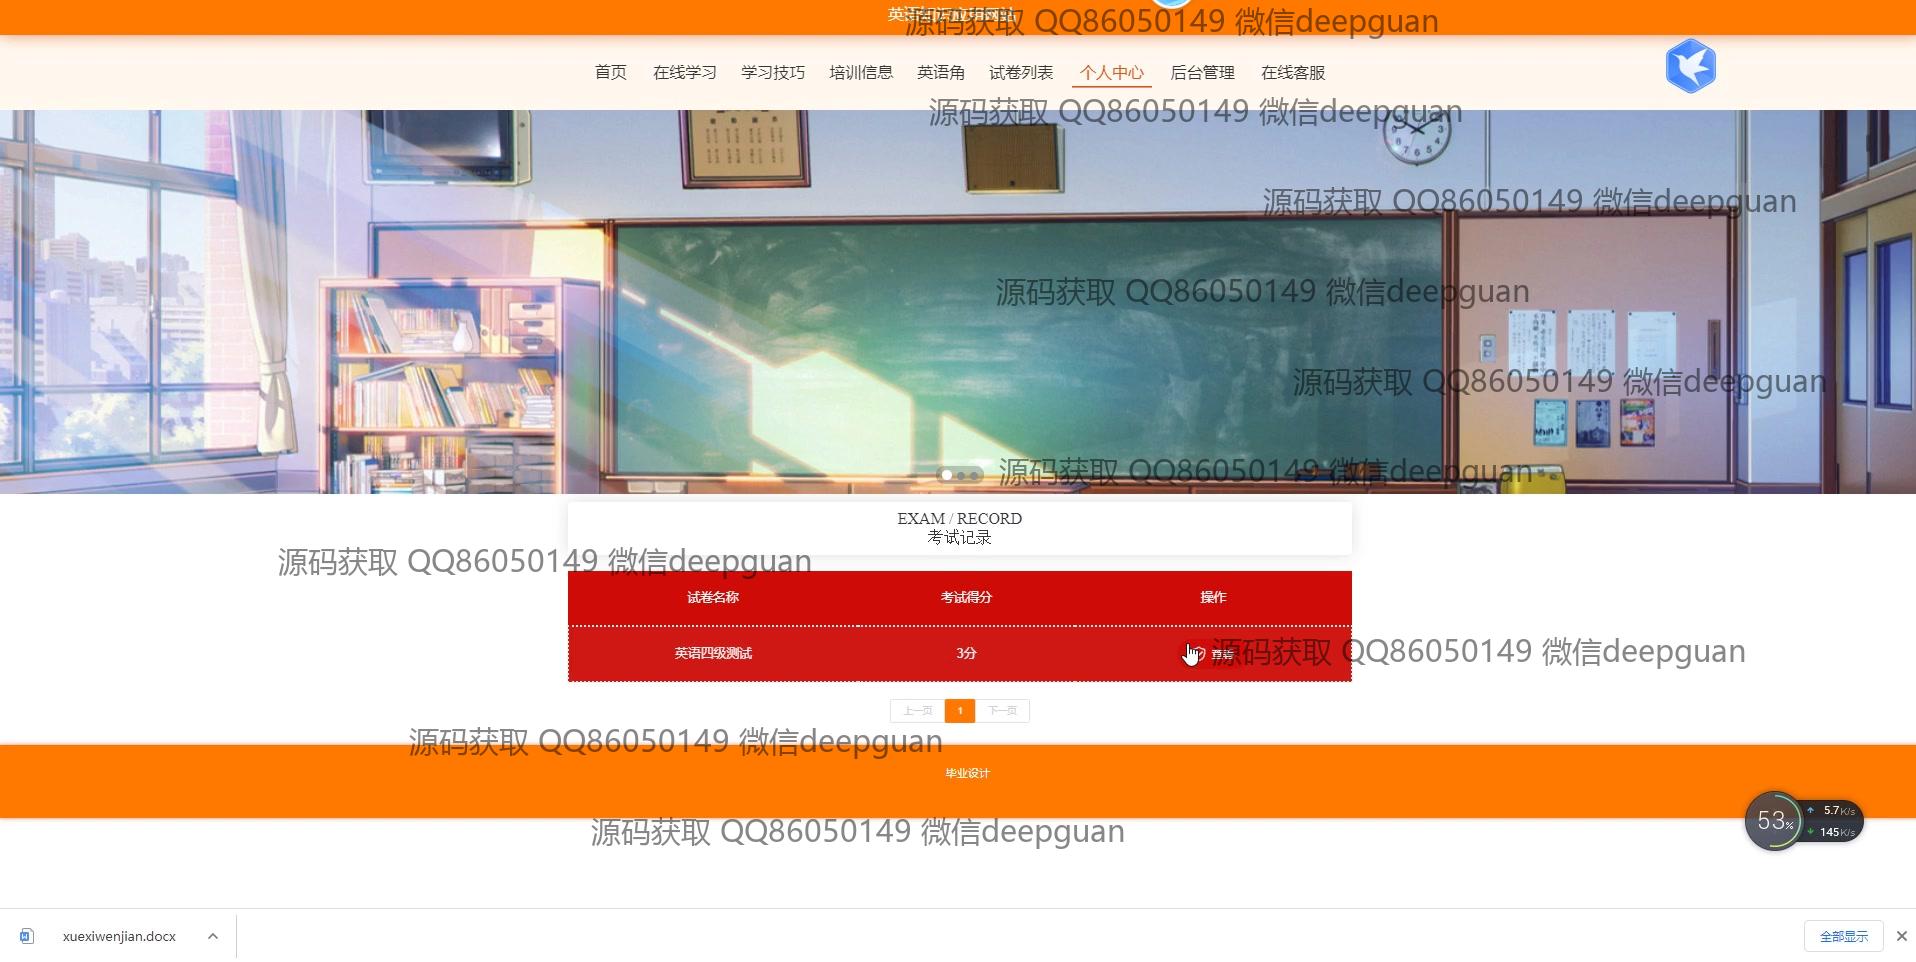 英语知识应用网站
源码获取 QQ86050149 微信deepguan
首页 在线学习 学习技巧 培训信息 英语角 试卷列表 个人中心 后台管理 在线客服
源码获取 QQ86050149 微信deepguan
源码获取 QQ86050149 微信deepguan
源码获取 QQ86050149 微信deepguan
源码获取 QQ86050149 微信deepguan
源码获取 QQ86050149 微信deepguan
EXAM / RECORD
考试记录
源码获取 QQ86050149 微信deepguan
试卷名称 考试得分 操作
英语四级测试 3分 查看
源码获取 QQ86050149 微信deepguan
上一页 1 下一页
源码获取 QQ86050149 微信deepguan
毕业设计
53% 5.7K/s
145K/s
源码获取 QQ86050149 微信deepguan
xuexiwenjian.docx 全部显示